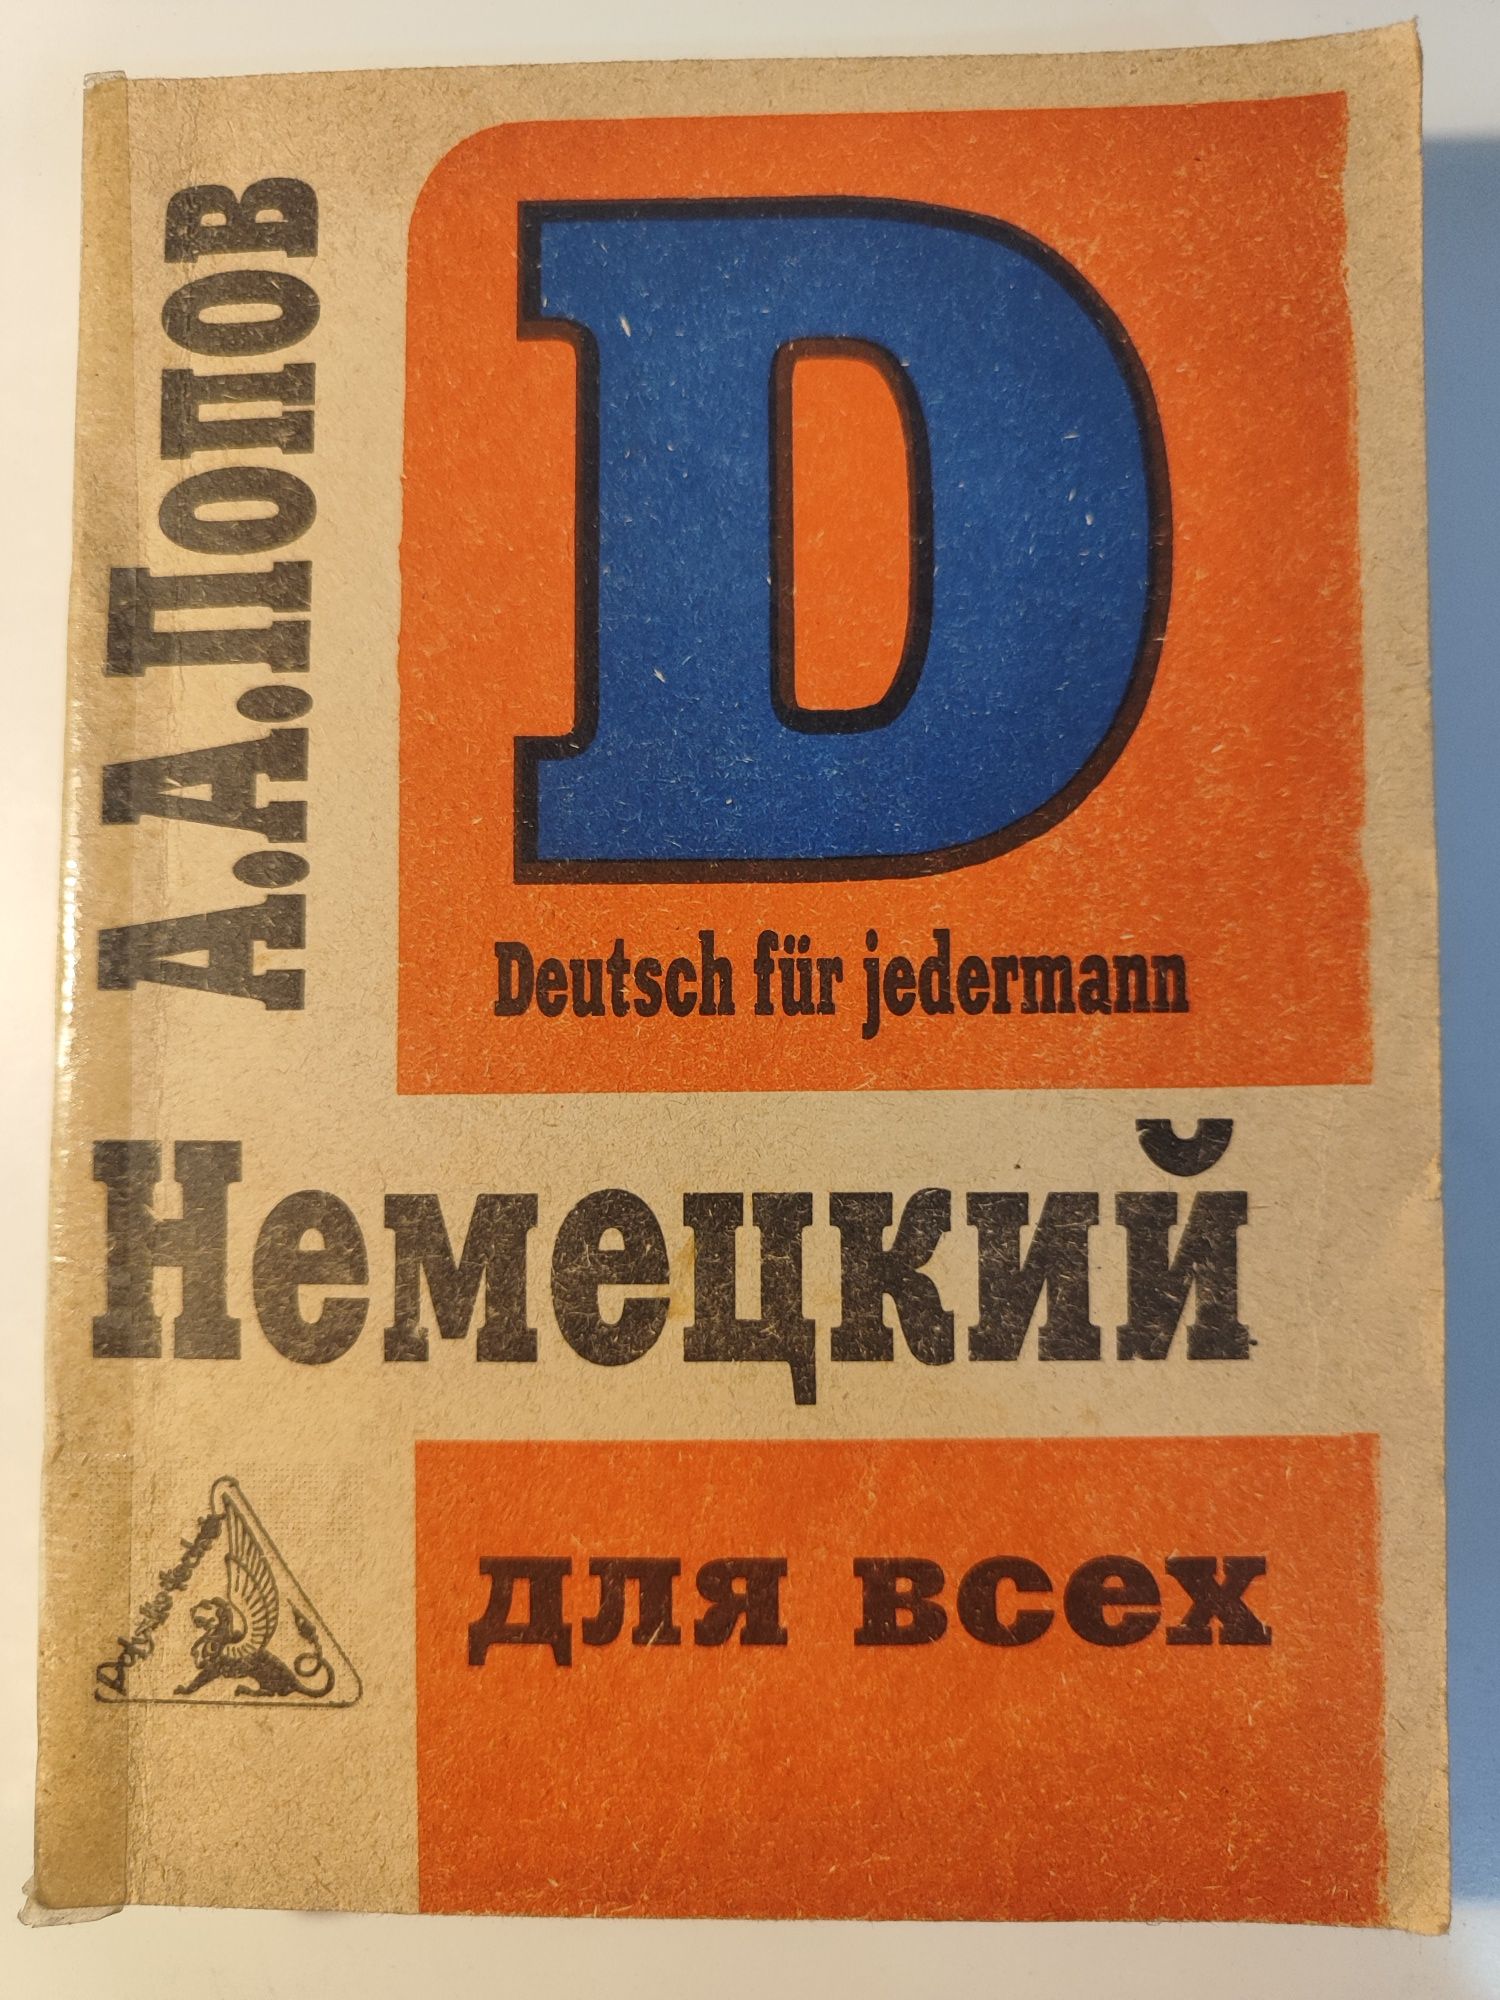 А.А.Попов
D
Deutsch für jedermann
Немецкий
для всех